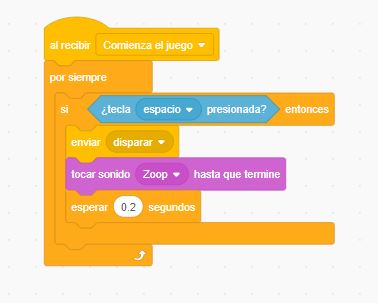 al recibir Comienza el juego
por siempre
si ¿tecla espacio presionada? entonces
enviar disparar
tocar sonido Zoop hasta que termine
esperar 0.2 segundos